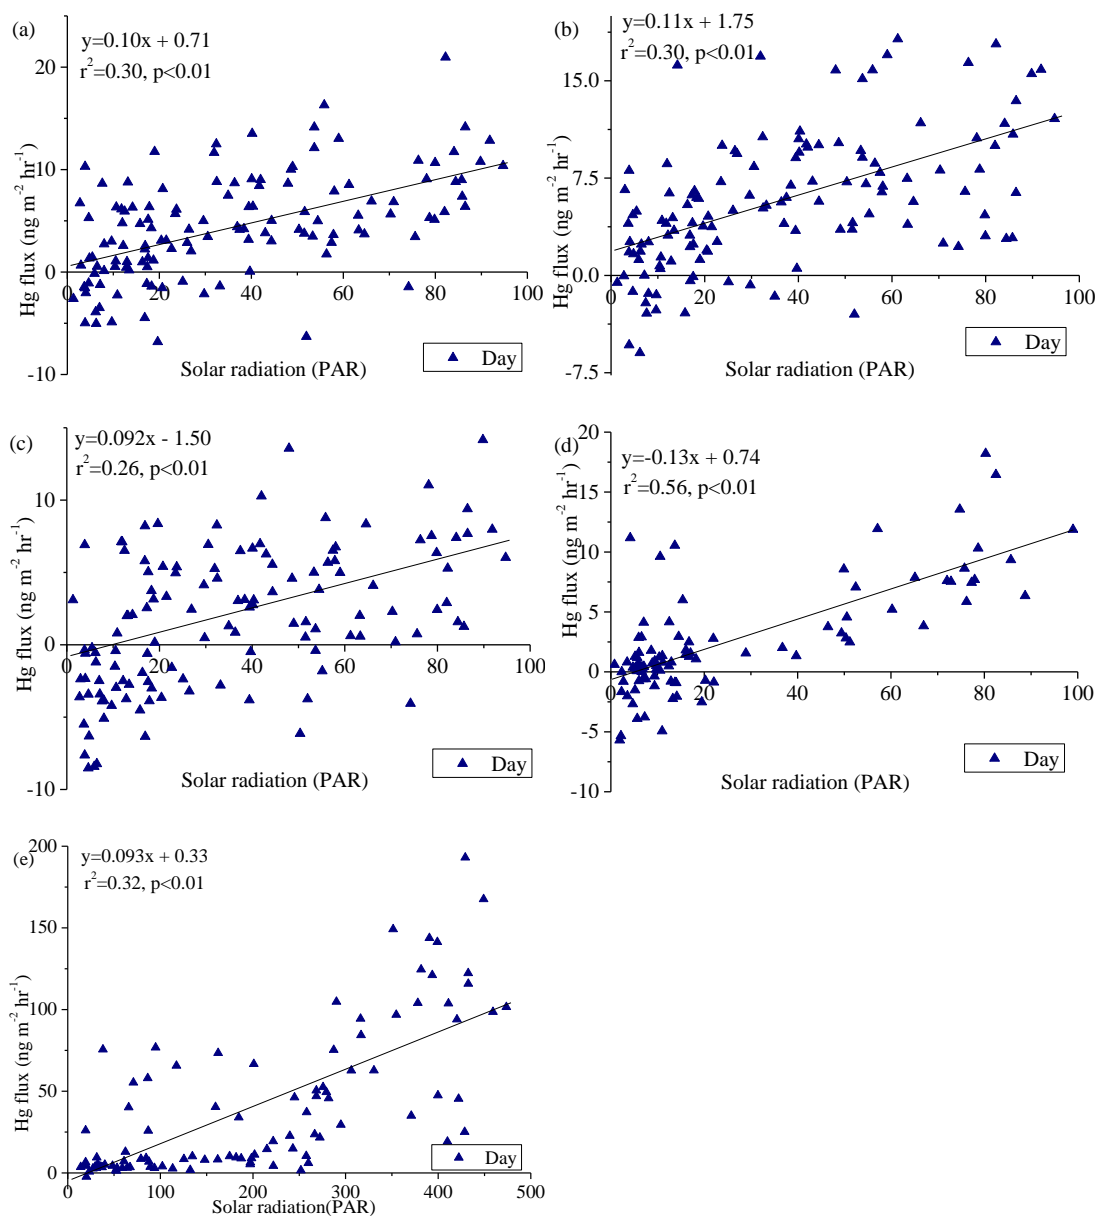 (a)
y=0.10x + 0.71
r²=0.30, p<0.01
Hg flux (ng m⁻² hr⁻¹)
20
10
0
-10
0 20 40 60 80 100
Solar radiation (PAR)
Day
(b)
y=0.11x + 1.75
r²=0.30, p<0.01
Hg flux (ng m⁻² hr⁻¹)
15.0
7.5
0.0
-7.5
0 20 40 60 80 100
Solar radiation (PAR)
Day
(c)
y=0.092x - 1.50
r²=0.26, p<0.01
Hg flux (ng m⁻² hr⁻¹)
10
0
-10
0 20 40 60 80 100
Solar radiation (PAR)
Day
(d)
y=-0.13x + 0.74
r²=0.56, p<0.01
Hg flux (ng m⁻² hr⁻¹)
20
15
10
5
0
-5
-10
0 20 40 60 80 100
Solar radiation (PAR)
Day
(e)
y=0.093x + 0.33
r²=0.32, p<0.01
Hg flux (ng m⁻² hr⁻¹)
200
150
100
50
0
0 100 200 300 400 500
Solar radiation(PAR)
Day